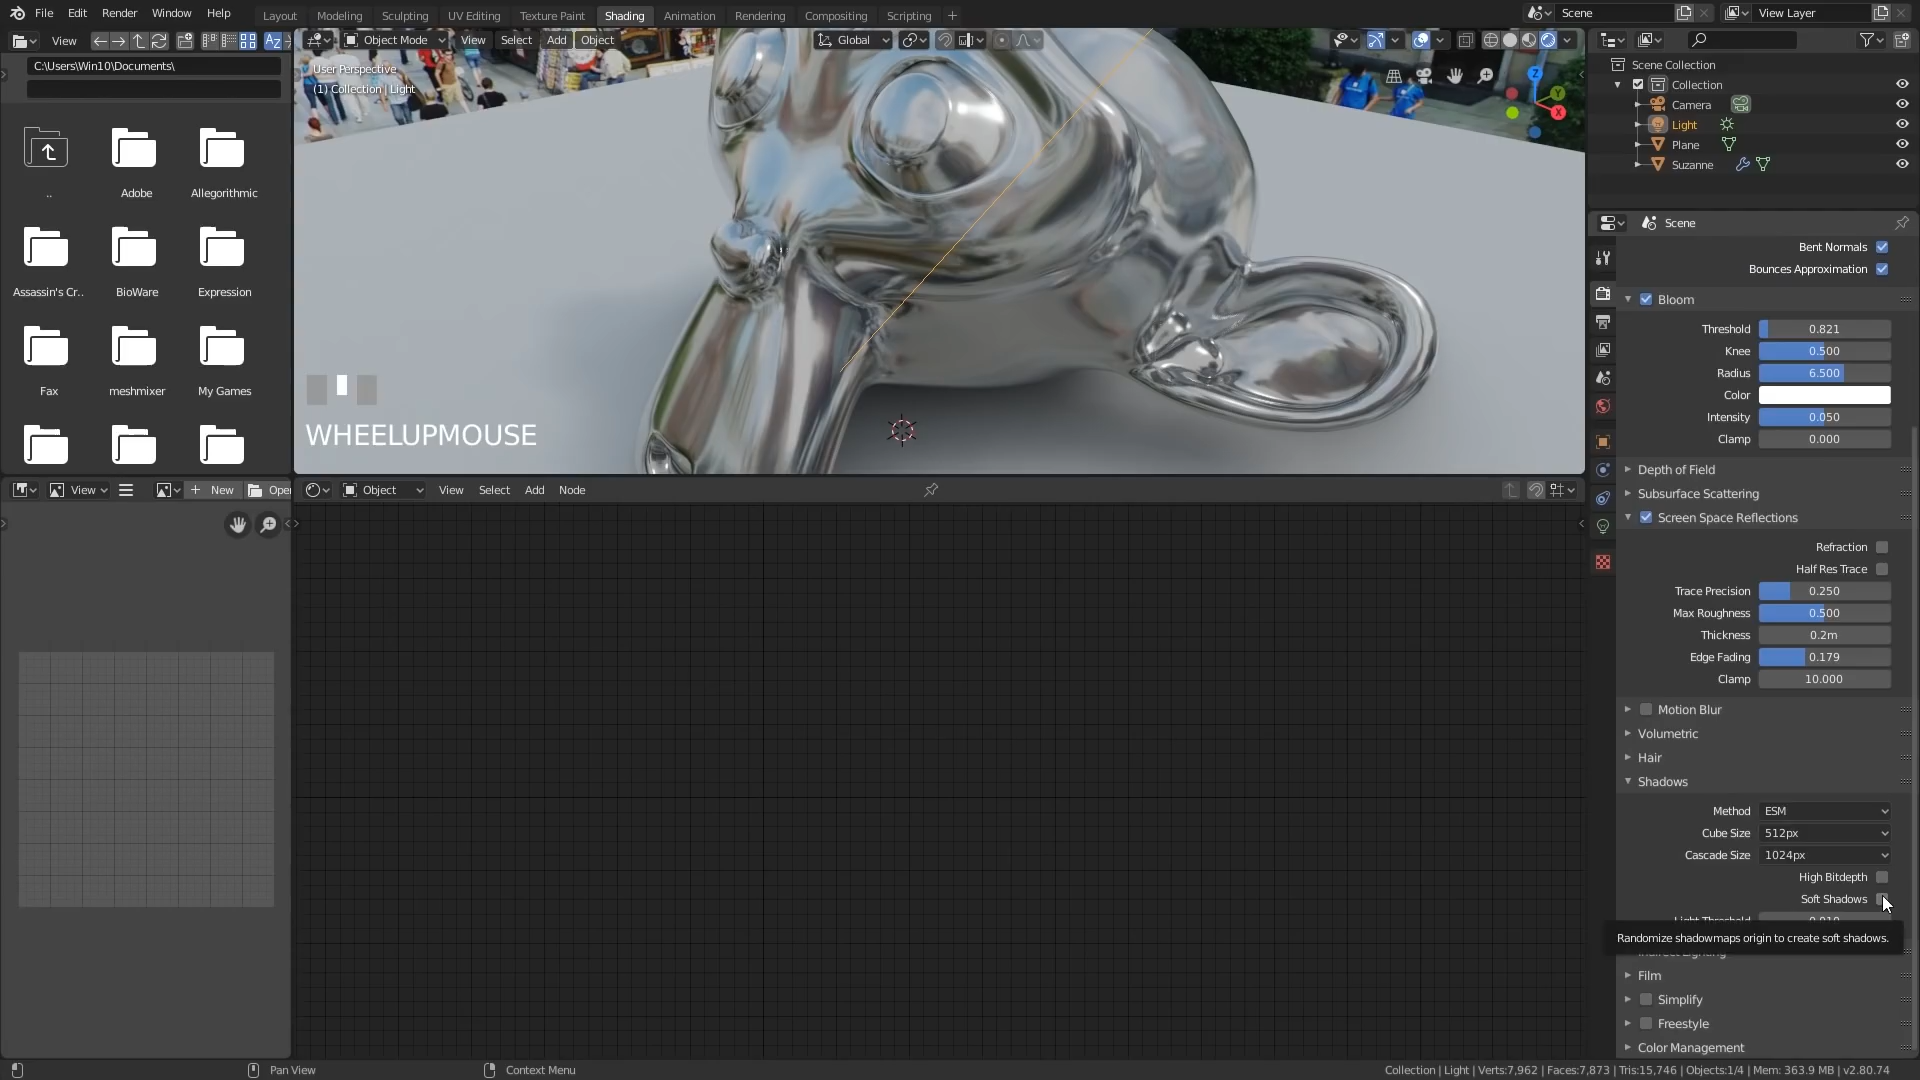 File Edit Render Window Help
Layout Modeling Sculpting UV Editing Texture Paint Shading Animation Rendering Compositing Scripting +
Scene
View Layer
View
C:\Users\Win10\Documents\
..
Adobe
Allegorithmic
Assassin's Cr..
BioWare
Expression
Fax
meshmixer
My Games
Object Mode View Select Add Object
Global
User Perspective
(1) Collection | Light
Z
Y
X
WHEELUPMOUSE
View
New
Oper
Object View Select Add Node
Scene Collection
Collection
Camera
Light
Plane
Suzanne
Scene
Bent Normals
Bounces Approximation
Bloom
Threshold 0.821
Knee 0.500
Radius 6.500
Color
Intensity 0.050
Clamp 0.000
Depth of Field
Subsurface Scattering
Screen Space Reflections
Refraction
Half Res Trace
Trace Precision 0.250
Max Roughness 0.500
Thickness 0.2m
Edge Fading 0.179
Clamp 10.000
Motion Blur
Volumetric
Hair
Shadows
Method ESM
Cube Size 512px
Cascade Size 1024px
High Bitdepth
Soft Shadows
Light Threshold 0.010
Randomize shadowmaps origin to create soft shadows.
Indirect Lighting
Film
Simplify
Freestyle
Color Management
Pan View
Context Menu
Collection | Light | Verts:7,962 | Faces:7,873 | Tris:15,746 | Objects:1/4 | Mem: 363.9 MB | v2.80.74